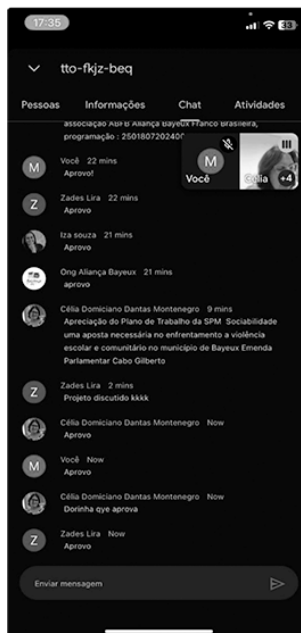 17:35
33
tto-fkjz-beq
Pessoas Informações Chat Atividades
associação ABFB Aliança Bayeux Franco Brasileira,
programação : 2501807202400
M
Você
Célia
+4
M
Você 22 mins
Aprovo!
Z
Zades Lira 22 mins
Aprovo
Iza souza 21 mins
Aprovo
Ong Aliança Bayeux 21 mins
aprovo
Célia Domiciano Dantas Montenegro 9 mins
Apreciação do Plano de Trabalho da SPM Sociabilidade
uma aposta necessária no enfrentamento a violência
escolar e comunitário no município de Bayeux Emenda
Parlamentar Cabo Gilberto
Z
Zades Lira 2 mins
Projeto discutido kkkk
Célia Domiciano Dantas Montenegro Now
Aprovo
M
Você Now
Aprovo
Célia Domiciano Dantas Montenegro Now
Dorinha qye aprova
Z
Zades Lira Now
Aprovo
Enviar mensagem